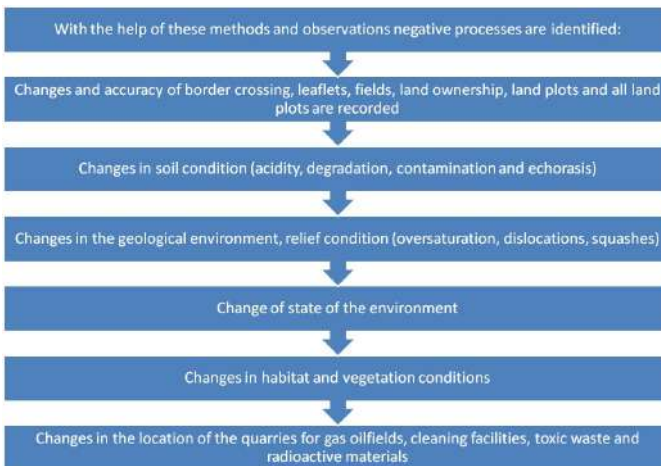 With the help of these methods and observations negative processes are identified:
Changes and accuracy of border crossing, leaflets, fields, land ownership, land plots and all land
plots are recorded
Changes in soil condition (acidity, degradation, contamination and echorasis)
Changes in the geological environment, relief condition (oversaturation, dislocations, squashes)
Change of state of the environment
Changes in habitat and vegetation conditions
Changes in the location of the quarries for gas oilfields, cleaning facilities, toxic waste and
radioactive materials